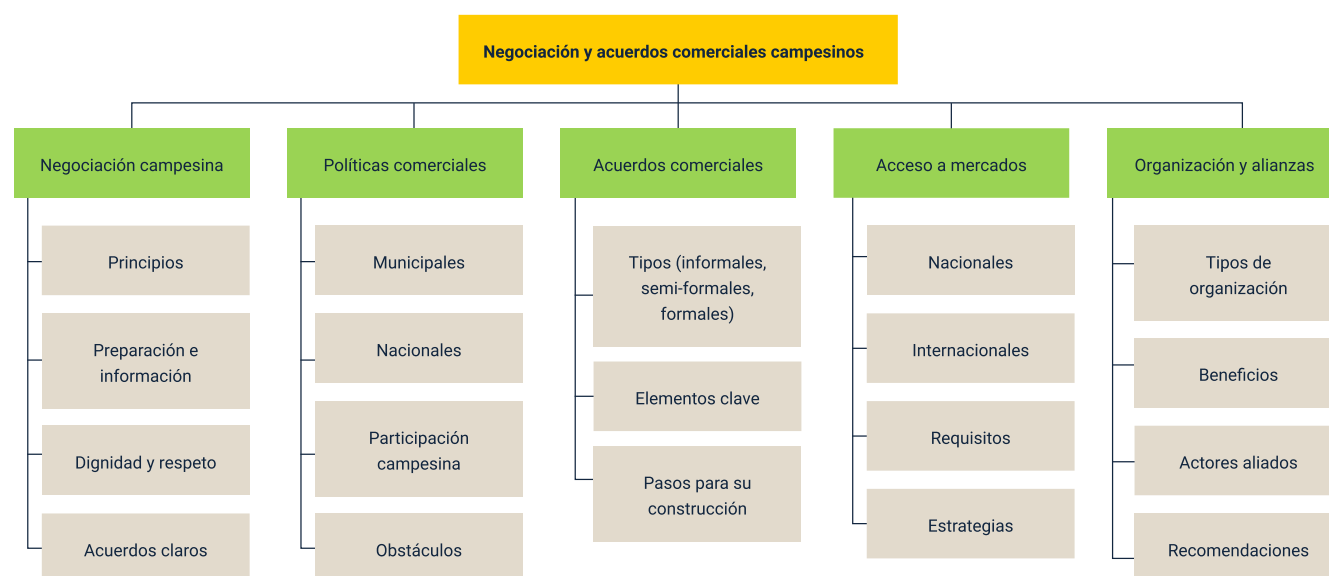 Negociación y acuerdos comerciales campesinos
Negociación campesina
Principios
Preparación e
información
Dignidad y respeto
Acuerdos claros
Políticas comerciales
Municipales
Nacionales
Participación
campesina
Obstáculos
Acuerdos comerciales
Tipos (informales,
semi-formales,
formales)
Elementos clave
Pasos para su
construcción
Acceso a mercados
Nacionales
Internacionales
Requisitos
Estrategias
Organización y alianzas
Tipos de
organización
Beneficios
Actores aliados
Recomendaciones